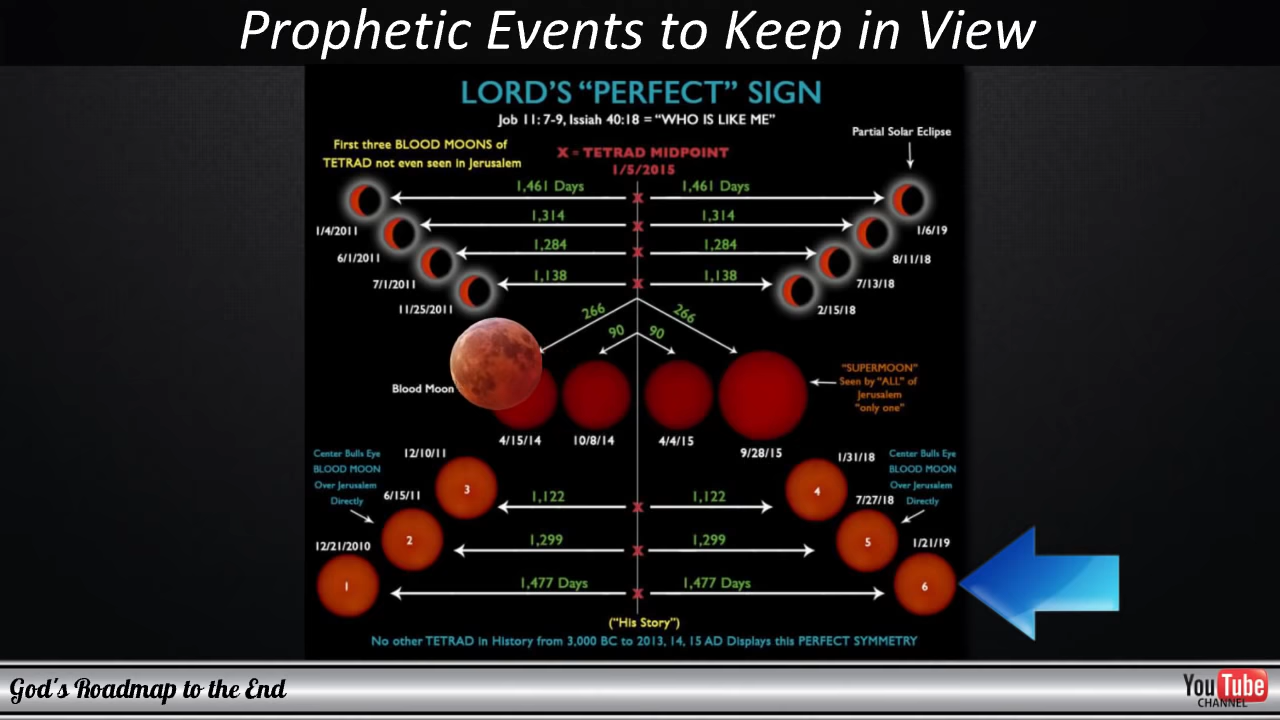 Prophetic Events to Keep in View
LORD'S "PERFECT" SIGN
Job 11: 7-9, Issiah 40:18 = "WHO IS LIKE ME"
Partial Solar Eclipse
First three BLOOD MOONS of
TETRAD not even seen in Jerusalem
X = TETRAD MIDPOINT
1/5/2015
1,461 Days
1,461 Days
X
1,314
1,314
X
1/4/2011
1/6/19
1,284
1,284
X
6/1/2011
8/11/18
1,138
1,138
X
7/1/2011
7/13/18
11/25/2011
2/15/18
266
266
90
90
Blood Moon
"SUPERMOON"
Seen by "ALL" of
Jerusalem
"only one"
4/15/14
10/8/14
4/4/15
9/28/15
Center Bulls Eye
BLOOD MOON
Over Jerusalem
Directly
12/10/11
1/31/18
Center Bulls Eye
BLOOD MOON
Over Jerusalem
Directly
3
4
6/15/11
7/27/18
1,122
1,122
X
2
5
12/21/2010
1/21/19
1,299
1,299
X
1
6
1,477 Days
1,477 Days
X
("His Story")
No other TETRAD in History from 3,000 BC to 2013, 14, 15 AD Displays this PERFECT SYMMETRY
God's Roadmap to the End
YouTube
CHANNEL